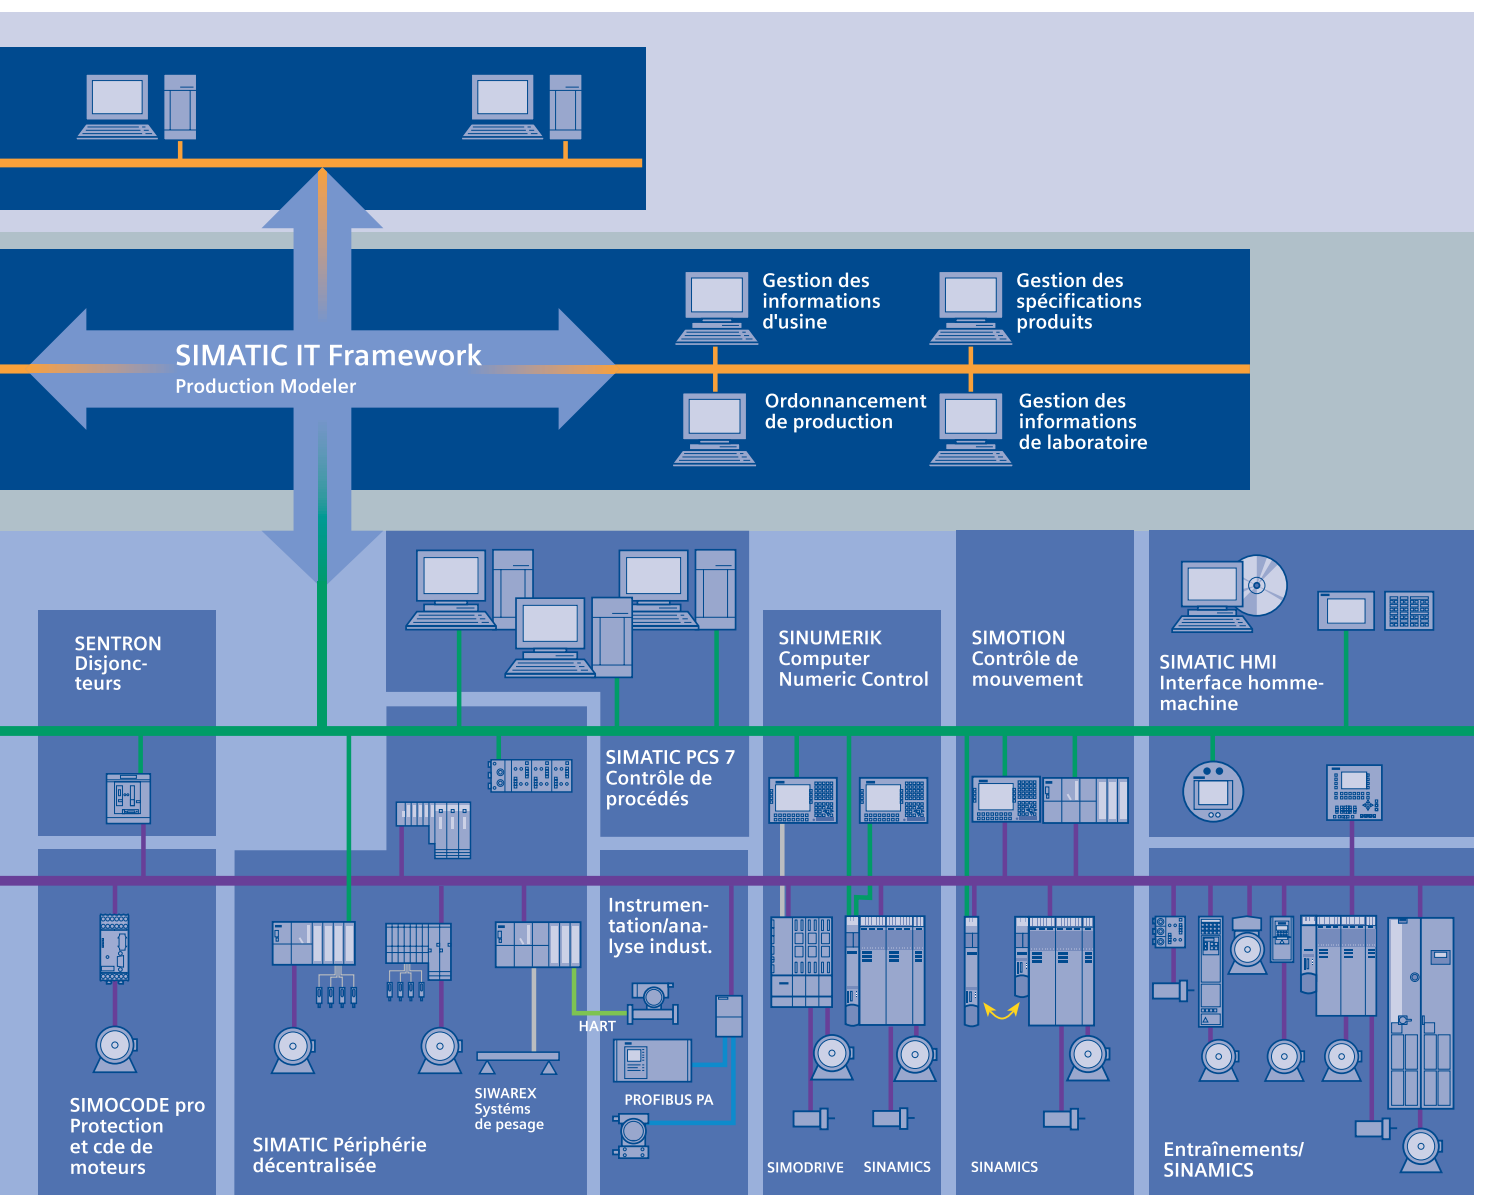 Gestion des
informations
d'usine
Gestion des
spécifications
produits
SIMATIC IT Framework
Production Modeler
Ordonnancement
de production
Gestion des
informations
de laboratoire
SENTRON
Disjonc-
teurs
SINUMERIK
Computer
Numeric Control
SIMOTION
Contrôle de
mouvement
SIMATIC HMI
Interface homme-
machine
SIMATIC PCS 7
Contrôle de
procédés
Instrumen-
tation/ana-
lyse indust.
HART
PROFIBUS PA
SIWAREX
Systéms
de pesage
SIMOCODE pro
Protection
et cde de
moteurs
SIMATIC Périphérie
décentralisée
SIMODRIVE
SINAMICS
SINAMICS
Entraînements/
SINAMICS